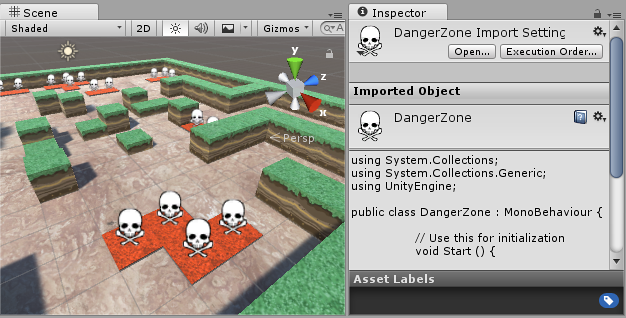 Scene
Shaded
2D
Gizmos
A
y
z
x
Persp
Inspector
DangerZone Import Setting
Open...
Execution Order...
Imported Object
DangerZone
using System.Collections;
using System.Collections.Generic;
using UnityEngine;
public class DangerZone : MonoBehaviour {
// Use this for initialization
void Start () {
Asset Labels